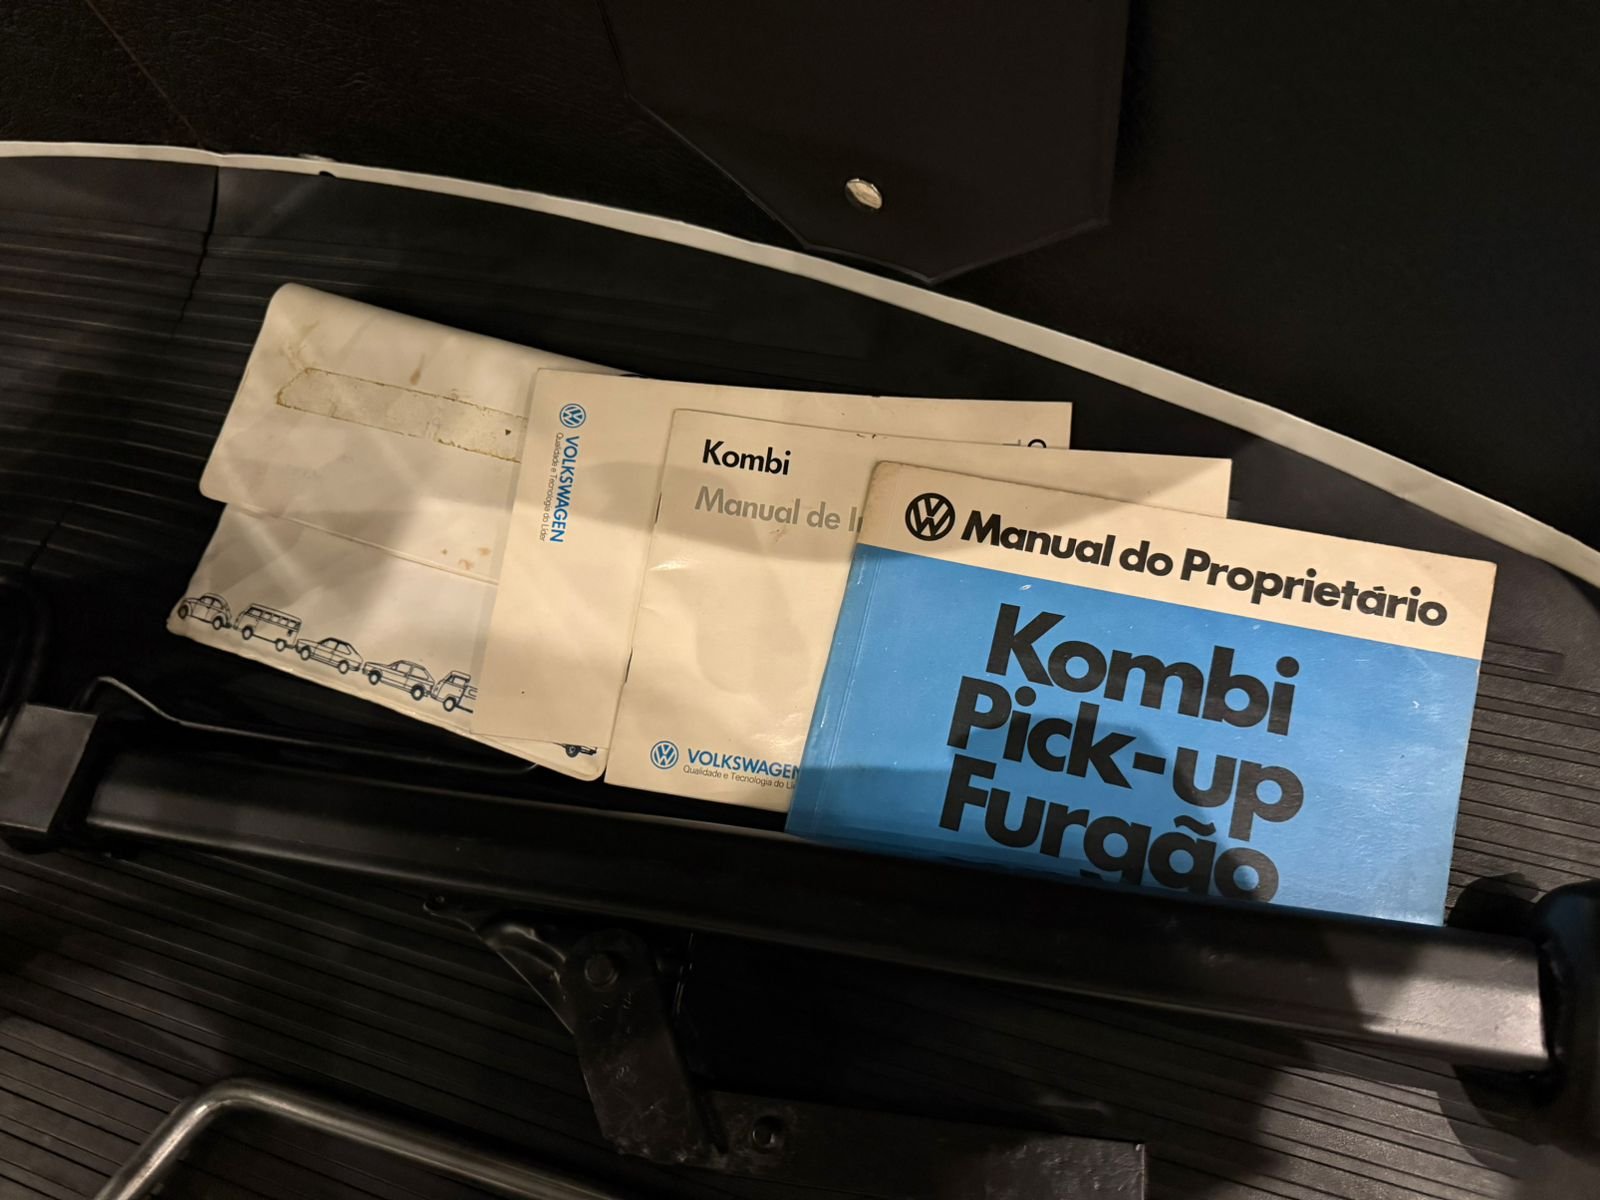 VOLKSWAGEN
Qualidade e Tecnologia do Líder
Kombi
Manual de
VOLKSWAGEN
Qualidade e Tecnologia do
Manual do Proprietário
Kombi
Pick-up
Furgão